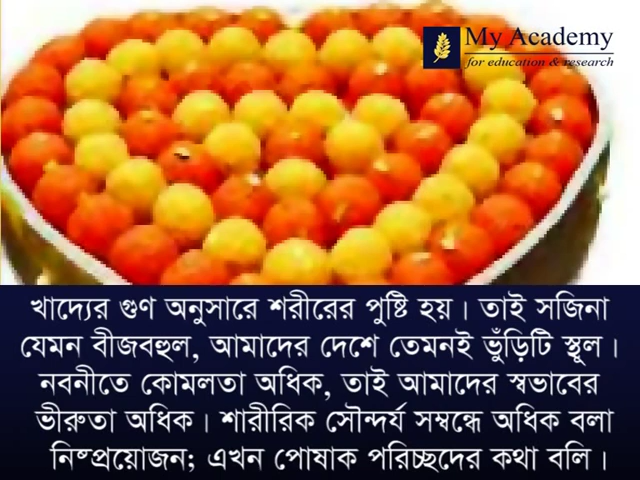 My Academy
for education & research
খাদ্যের গুণ অনুসারে শরীরের পুষ্টি হয়। তাই সজিনা
যেমন বীজবহুল, আমাদের দেশে তেমনই ভুঁড়িটি স্থূল।
নবনীতে কোমলতা অধিক, তাই আমাদের স্বভাবের
ভীরুতা অধিক। শারীরিক সৌন্দর্য সম্বন্ধে অধিক বলা
নিষ্প্রয়োজন; এখন পোষাক পরিচ্ছদের কথা বলি।